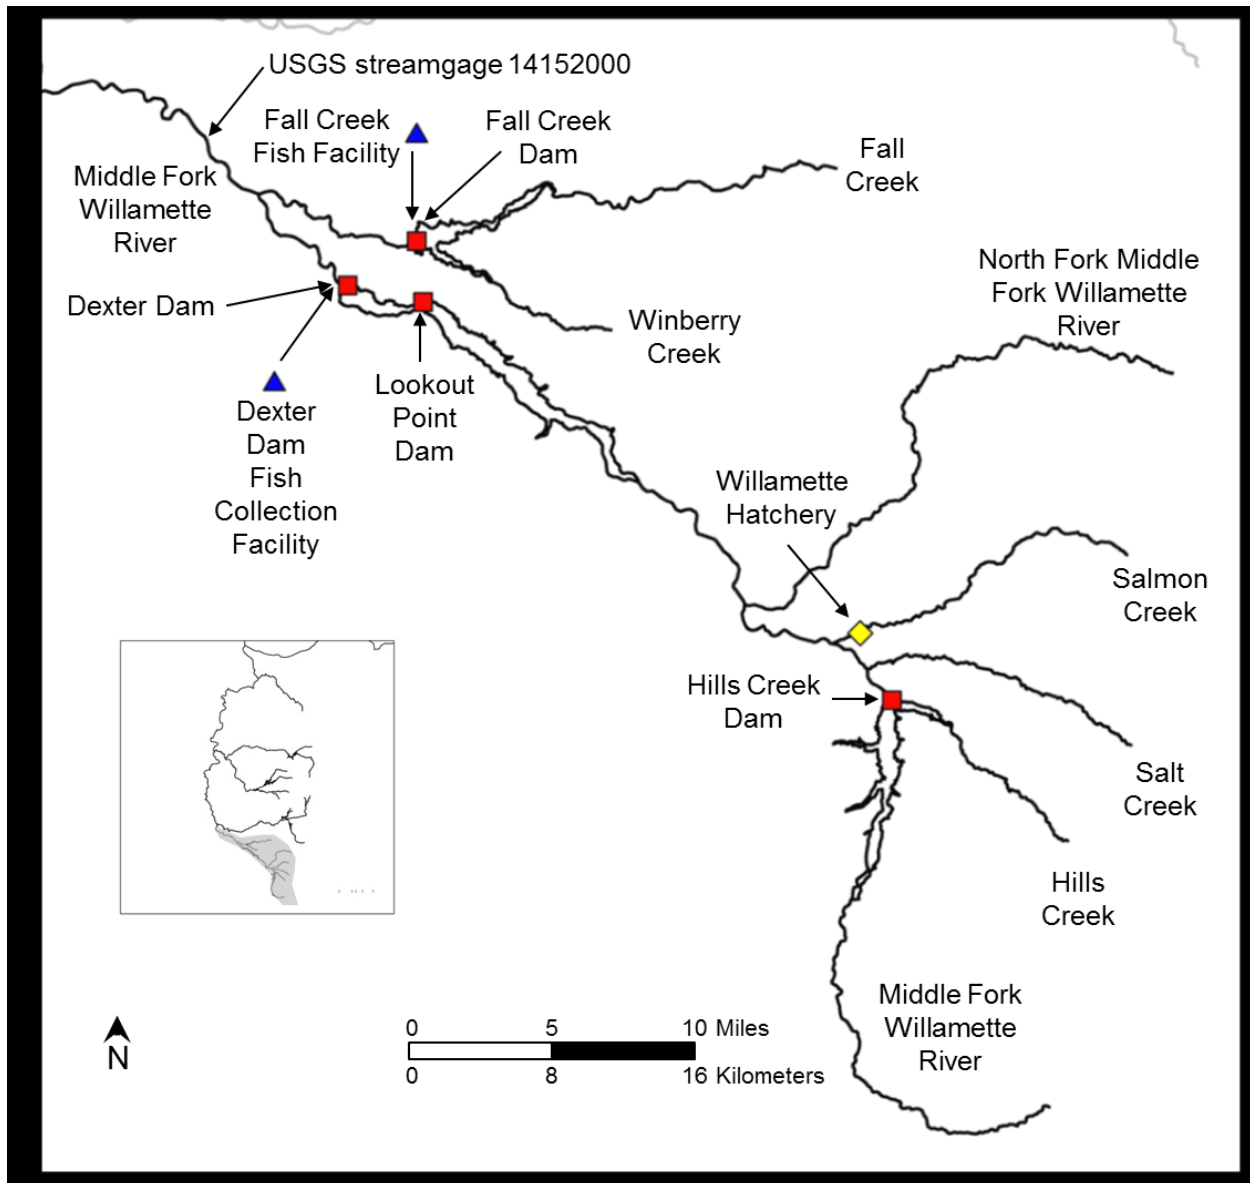 USGS streamgage 14152000
Fall Creek
Fish Facility
Fall Creek
Dam
Fall
Creek
Middle Fork
Willamette
River
North Fork Middle
Fork Willamette
River
Dexter Dam
Winberry
Creek
Lookout
Point
Dam
Dexter
Dam
Fish
Collection
Facility
Willamette
Hatchery
Salmon
Creek
Hills Creek
Dam
Salt
Creek
Hills
Creek
Middle Fork
Willamette
River
N
0 5 10 Miles
0 8 16 Kilometers